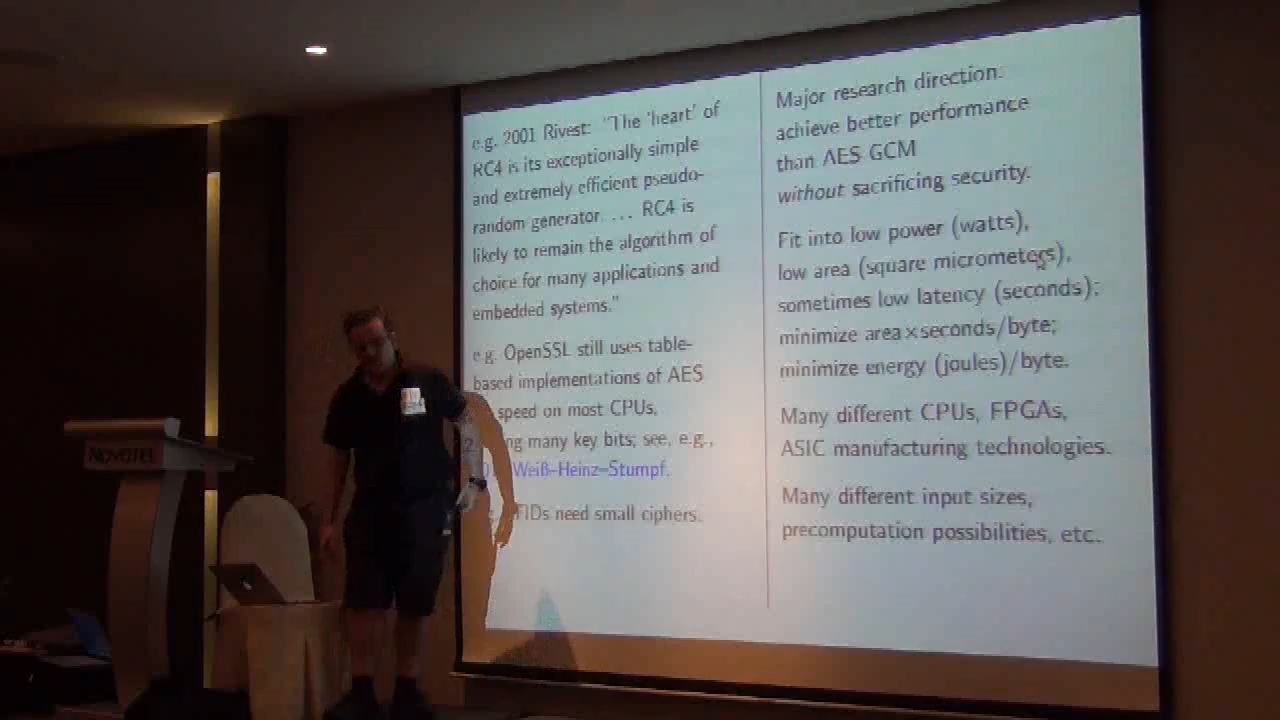 NOVOTEL
e.g. 2001 Rivest: "The 'heart' of
RC4 is its exceptionally simple
and extremely efficient pseudo-
random generator. ... RC4 is
likely to remain the algorithm of
choice for many applications and
embedded systems."
e.g. OpenSSL still uses table-
based implementations of AES
speed on most CPUs,
ng many key bits; see, e.g.,
Weiß–Heinz–Stumpf.
FIDs need small ciphers.
Major research direction:
achieve better performance
than AES GCM
without sacrificing security.
Fit into low power (watts),
low area (square micrometers),
sometimes low latency (seconds);
minimize area×seconds/byte;
minimize energy (joules)/byte.
Many different CPUs, FPGAs,
ASIC manufacturing technologies.
Many different input sizes,
precomputation possibilities, etc.